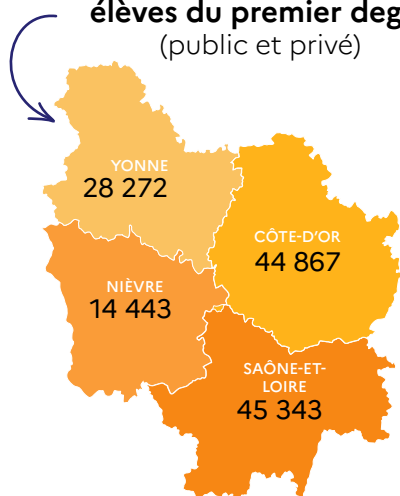 élèves du premier deg
(public et privé)
YONNE
28 272
CÔTE-D'OR
44 867
NIÈVRE
14 443
SAÔNE-ET-
LOIRE
45 343